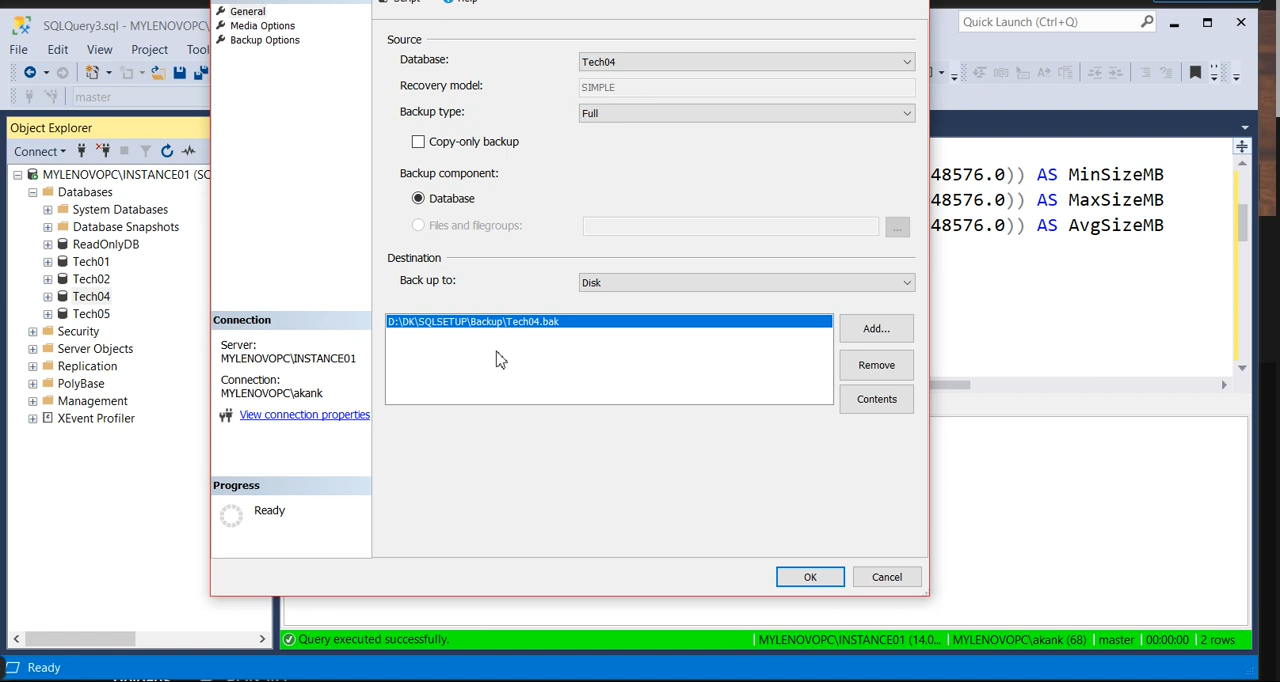 SQLQuery3.sql - MYLENOVOPC\
Quick Launch (Ctrl+Q)
File Edit View Project Tool
master
Object Explorer
Connect
MYLENOVOPC\INSTANCE01 (SC
Databases
System Databases
Database Snapshots
ReadOnlyDB
Tech01
Tech02
Tech04
Tech05
Security
Server Objects
Replication
PolyBase
Management
XEvent Profiler
General
Media Options
Backup Options
Connection
Server:
MYLENOVOPC\INSTANCE01
Connection:
MYLENOVOPC\akank
View connection properties
Progress
Ready
Script Help
Source
Database: Tech04
Recovery model: SIMPLE
Backup type: Full
Copy-only backup
Backup component:
Database
Files and filegroups: ...
Destination
Back up to: Disk
D:\DK\SQLSETUP\Backup\Tech04.bak
Add...
Remove
Contents
OK Cancel
48576.0)) AS MinSizeMB
48576.0)) AS MaxSizeMB
48576.0)) AS AvgSizeMB
Query executed successfully. MYLENOVOPC\INSTANCE01 (14.0... MYLENOVOPC\akank (68) master 00:00:00 2 rows
Ready